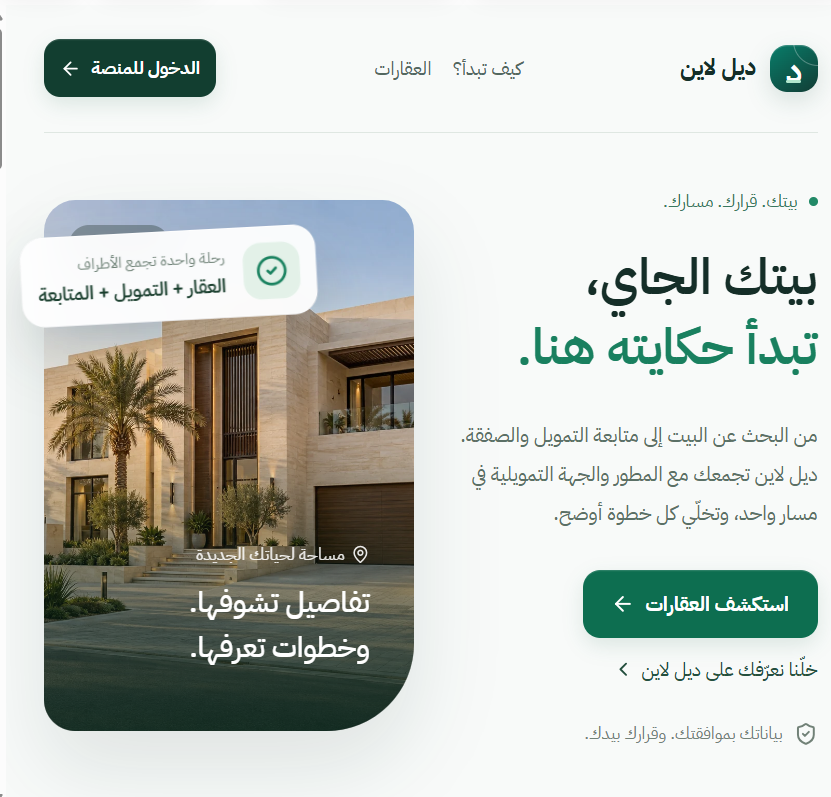 د
ديل لاين
كيف تبدأ؟
العقارات
الدخول للمنصة
بيتك. قرارك. مسارك.
بيتك الجاي،
تبدأ حكايته هنا.
من البحث عن البيت إلى متابعة التمويل والصفقة.
ديل لاين تجمعك مع المطور والجهة التمويلية في
مسار واحد، وتخلّي كل خطوة أوضح.
استكشف العقارات
خلّنا نعرّفك على ديل لاين
بياناتك بموافقتك. وقرارك بيدك.
رحلة واحدة تجمع الأطراف
العقار + التمويل + المتابعة
مساحة لحياتك الجديدة
تفاصيل تشوفها.
وخطوات تعرفها.